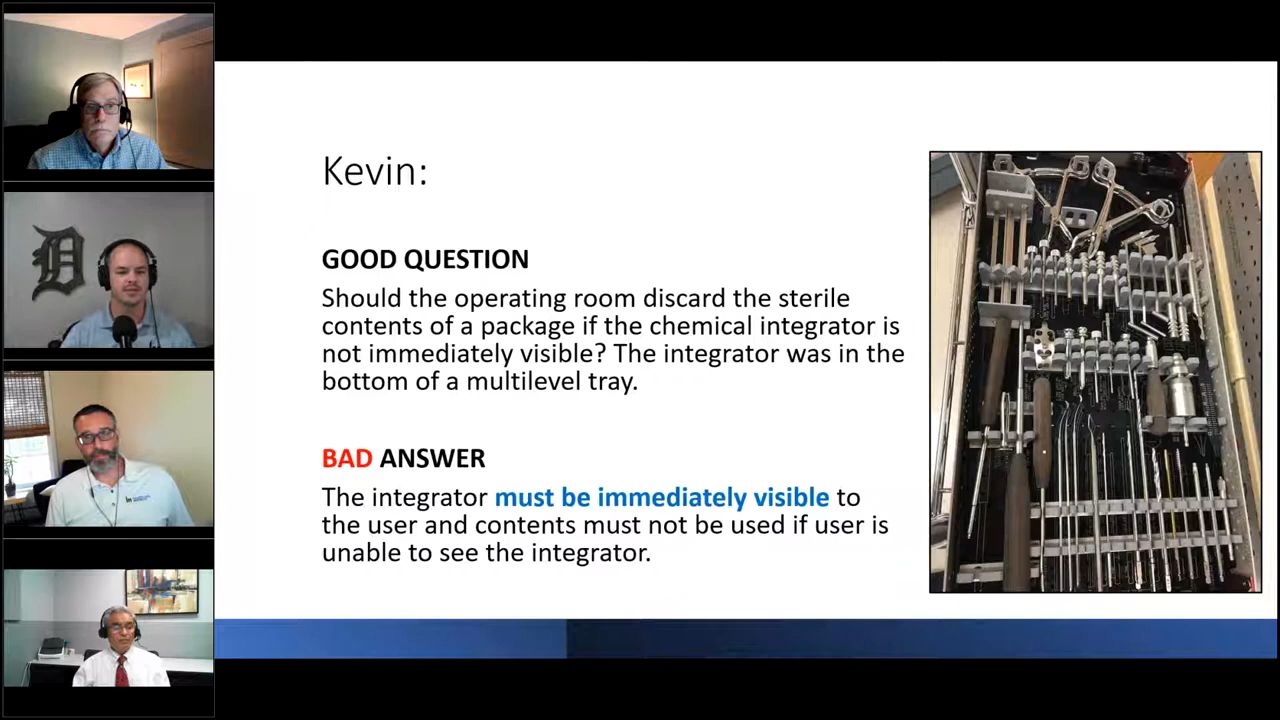 Kevin:
GOOD QUESTION
Should the operating room discard the sterile
contents of a package if the chemical integrator is
not immediately visible? The integrator was in the
bottom of a multilevel tray.
BAD ANSWER
The integrator must be immediately visible to
the user and contents must not be used if user is
unable to see the integrator.